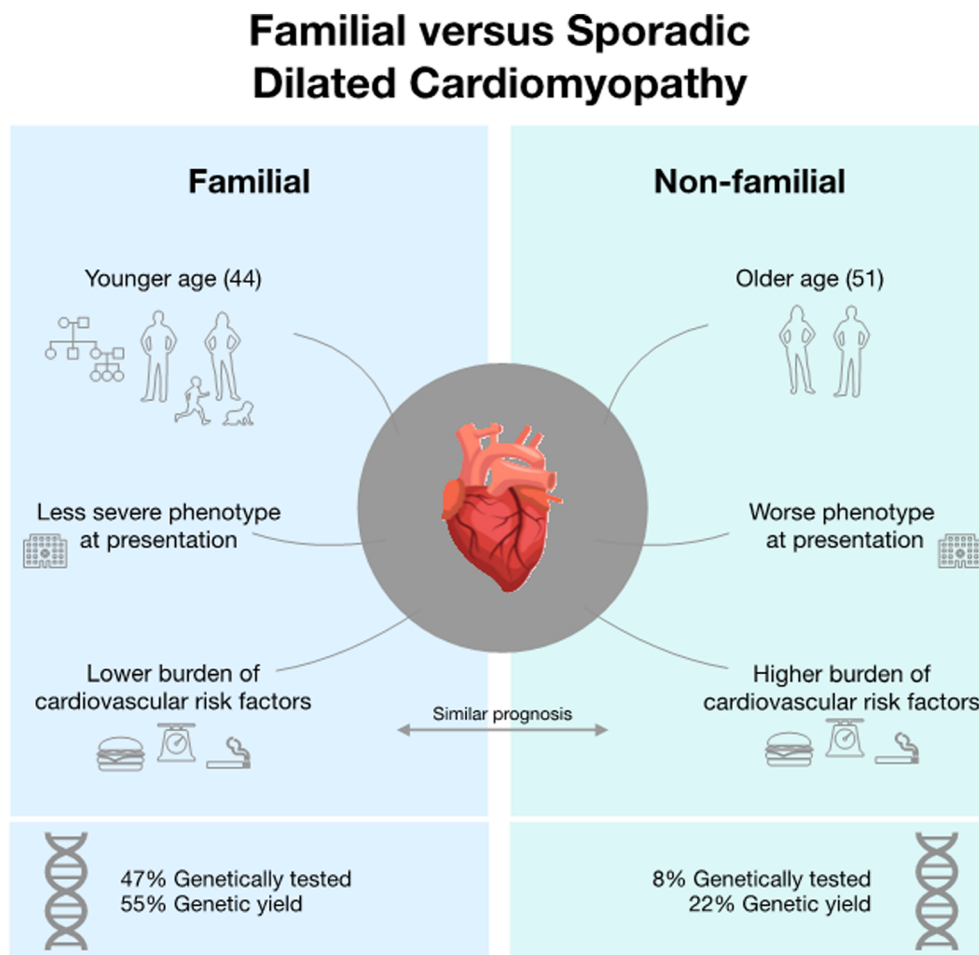 Familial versus Sporadic
Dilated Cardiomyopathy
Familial
Younger age (44)
Less severe phenotype
at presentation
Lower burden of
cardiovascular risk factors
Non-familial
Older age (51)
Worse phenotype
at presentation
Higher burden of
cardiovascular risk factors
Similar prognosis
47% Genetically tested
55% Genetic yield
8% Genetically tested
22% Genetic yield